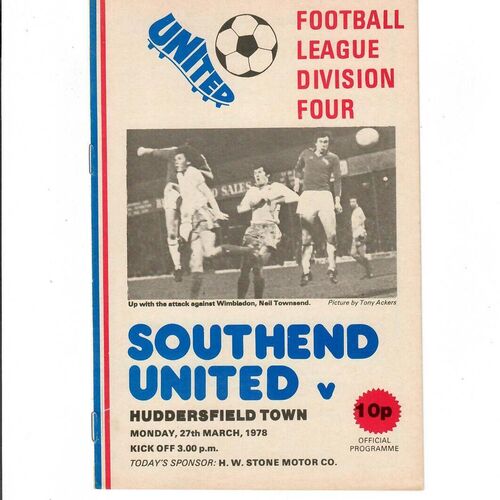 UNITED
FOOTBALL
LEAGUE
DIVISION
FOUR
SALES
Up with the attack against Wimbledon, Neil Townsend.
Picture by Tony Ackers
SOUTHEND
UNITED v
HUDDERSFIELD TOWN
MONDAY, 27th MARCH, 1978
KICK OFF 3.00 p.m.
TODAY'S SPONSOR: H. W. STONE MOTOR CO.
10p
OFFICIAL
PROGRAMME